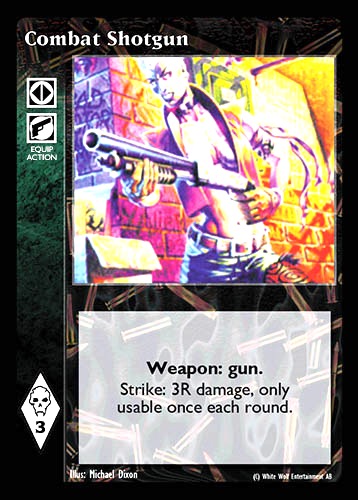 Combat Shotgun
EQUIP
ACTION
Weapon: gun.
Strike: 3R damage, only
usable once each round.
3
Illus: Michael Dixon
(C) White Wolf Entertainment AB